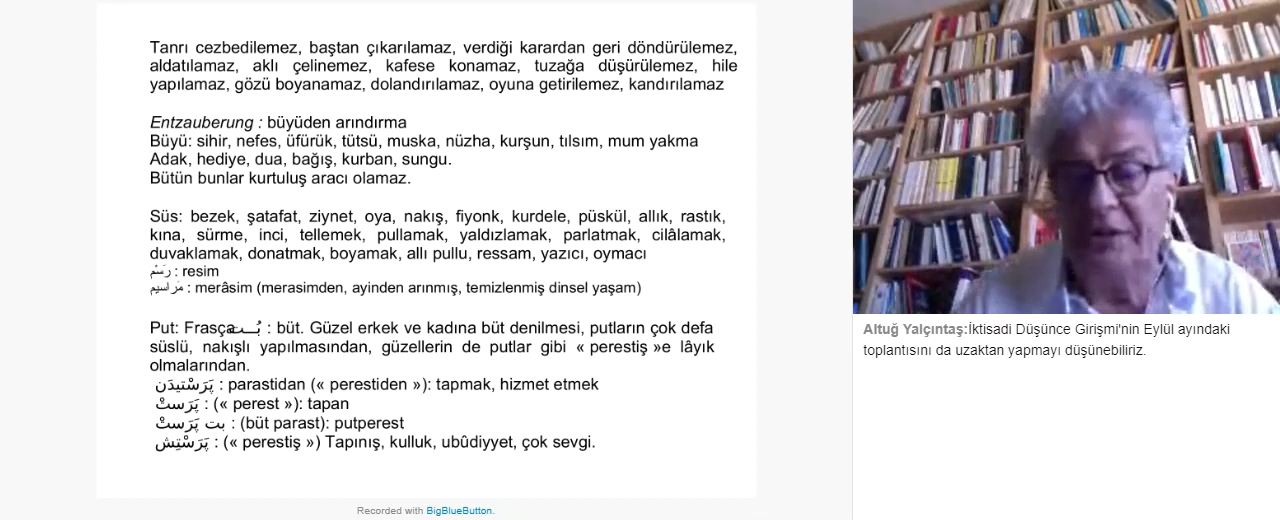 Tanrı cezbedilemez, baştan çıkarılamaz, verdiği karardan geri döndürülemez,
aldatılamaz, aklı çelinemez, kafese konamaz, tuzağa düşürülemez, hile
yapılamaz, gözü boyanamaz, dolandırılamaz, oyuna getirilemez, kandırılamaz
Entzauberung : büyüden arındırma
Büyü: sihir, nefes, üfürük, tütsü, muska, nüzha, kurşun, tılsım, mum yakma
Adak, hediye, dua, bağış, kurban, sungu.
Bütün bunlar kurtuluş aracı olamaz.
Süs: bezek, şatafat, ziynet, oya, nakış, fiyonk, kurdele, püskül, allık, rastık,
kına, sürme, inci, tellemek, pullamak, yaldızlamak, parlatmak, cilâlamak,
duvaklamak, donatmak, boyamak, allı pullu, ressam, yazıcı, oymacı
رَسْم : resim
مَراسيم : merâsim (merasimden, ayinden arınmış, temizlenmiş dinsel yaşam)
Put: Frasça بُــت : büt. Güzel erkek ve kadına büt denilmesi, putların çok defa
süslü, nakışlı yapılmasından, güzellerin de putlar gibi « perestiş »e lâyık
olmalarından.
پَرَسْتیدَن : parastidan (« perestiden »): tapmak, hizmet etmek
پَرَستْ : (« perest »): tapan
بت پَرَستْ : (büt parast): putperest
پَرَسْتِش : (« perestiş ») Tapınış, kulluk, ubûdiyyet, çok sevgi.
Recorded with BigBlueButton.
Altuğ Yalçıntaş:İktisadi Düşünce Girişmi'nin Eylül ayındaki
toplantısını da uzaktan yapmayı düşünebiliriz.